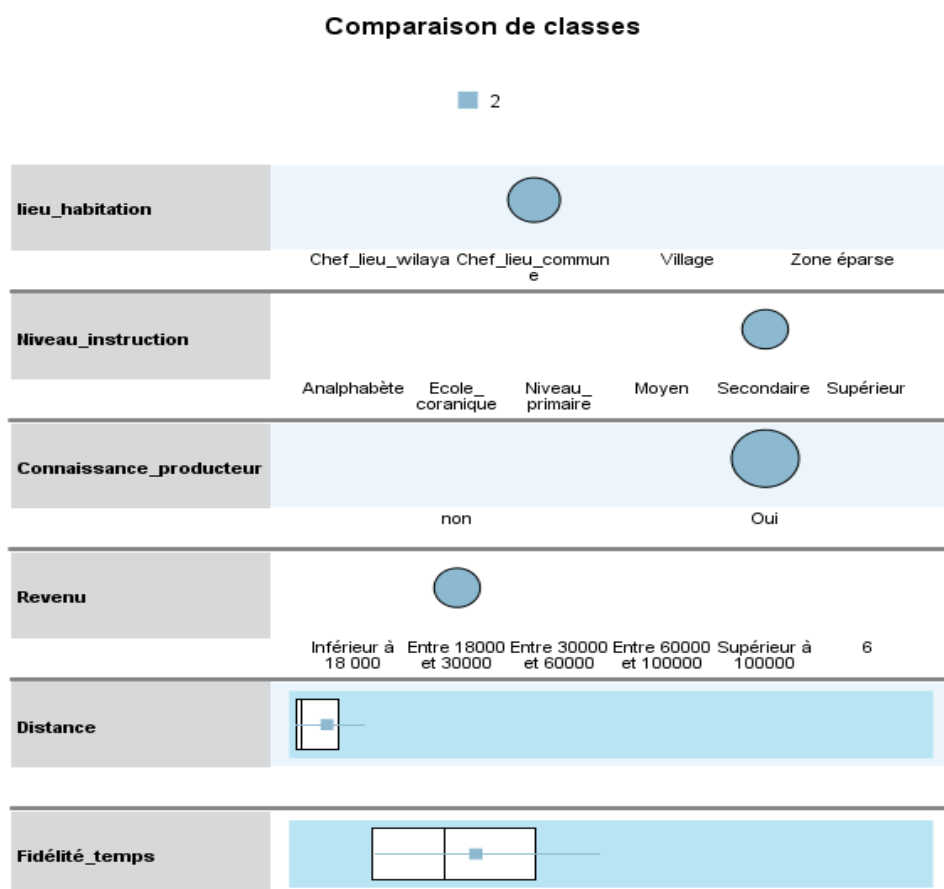 Comparaison de classes
2
lieu_habitation
Chef_lieu_wilaya Chef_lieu_commun
e
Village
Zone éparse
Niveau_instruction
Analphabète
Ecole_
coranique
Niveau_
primaire
Moyen
Secondaire
Supérieur
Connaissance_producteur
non
Oui
Revenu
Inférieur à
18 000
Entre 18000
et 30000
Entre 30000
et 60000
Entre 60000
et 100000
Supérieur à
100000
6
Distance
Fidélité_temps